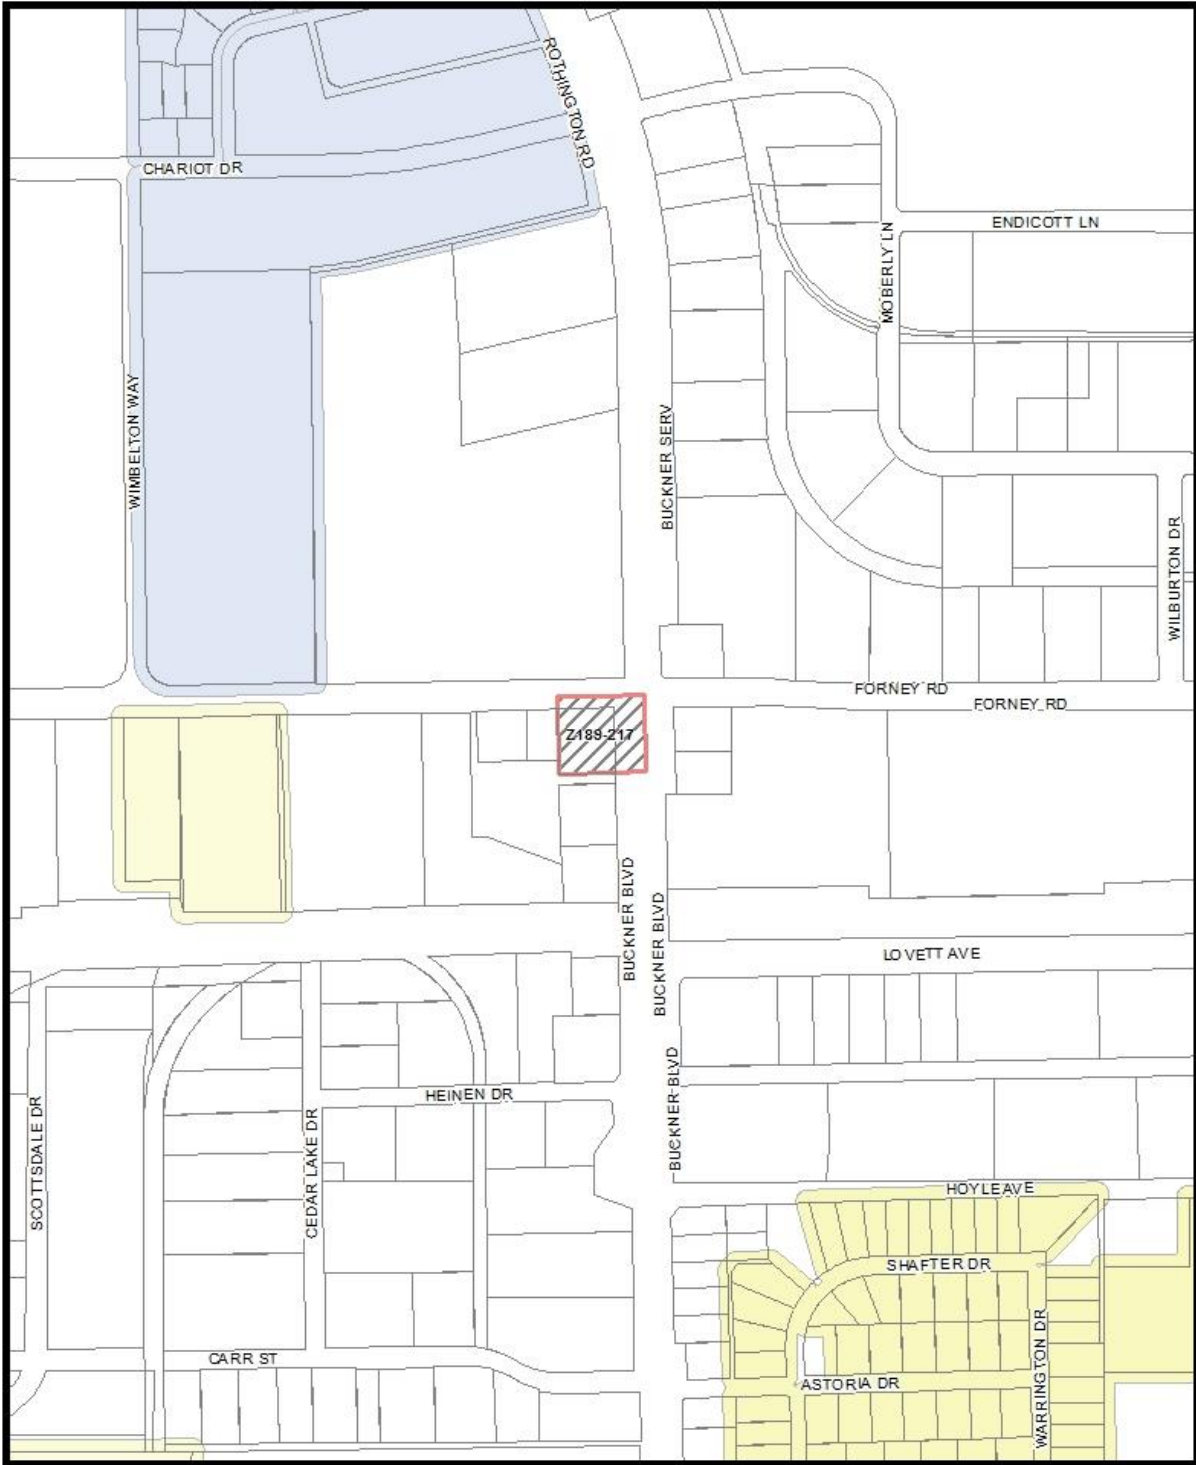 ROTHINGTON RD
CHARIOT DR
ENDICOTT LN
MOBERLY LN
WIMBELTON WAY
BUCKNER SERV
WILBURTON DR
FORNEY RD
FORNEY RD
Z189-217
BUCKNER BLVD
BUCKNER BLVD
LOVETT AVE
BUCKNER BLVD
HEINEN DR
SCOTTSDALE DR
CEDAR LAKE DR
HOYLE AVE
SHAFTER DR
WARRINGTON DR
CARR ST
ASTORIA DR